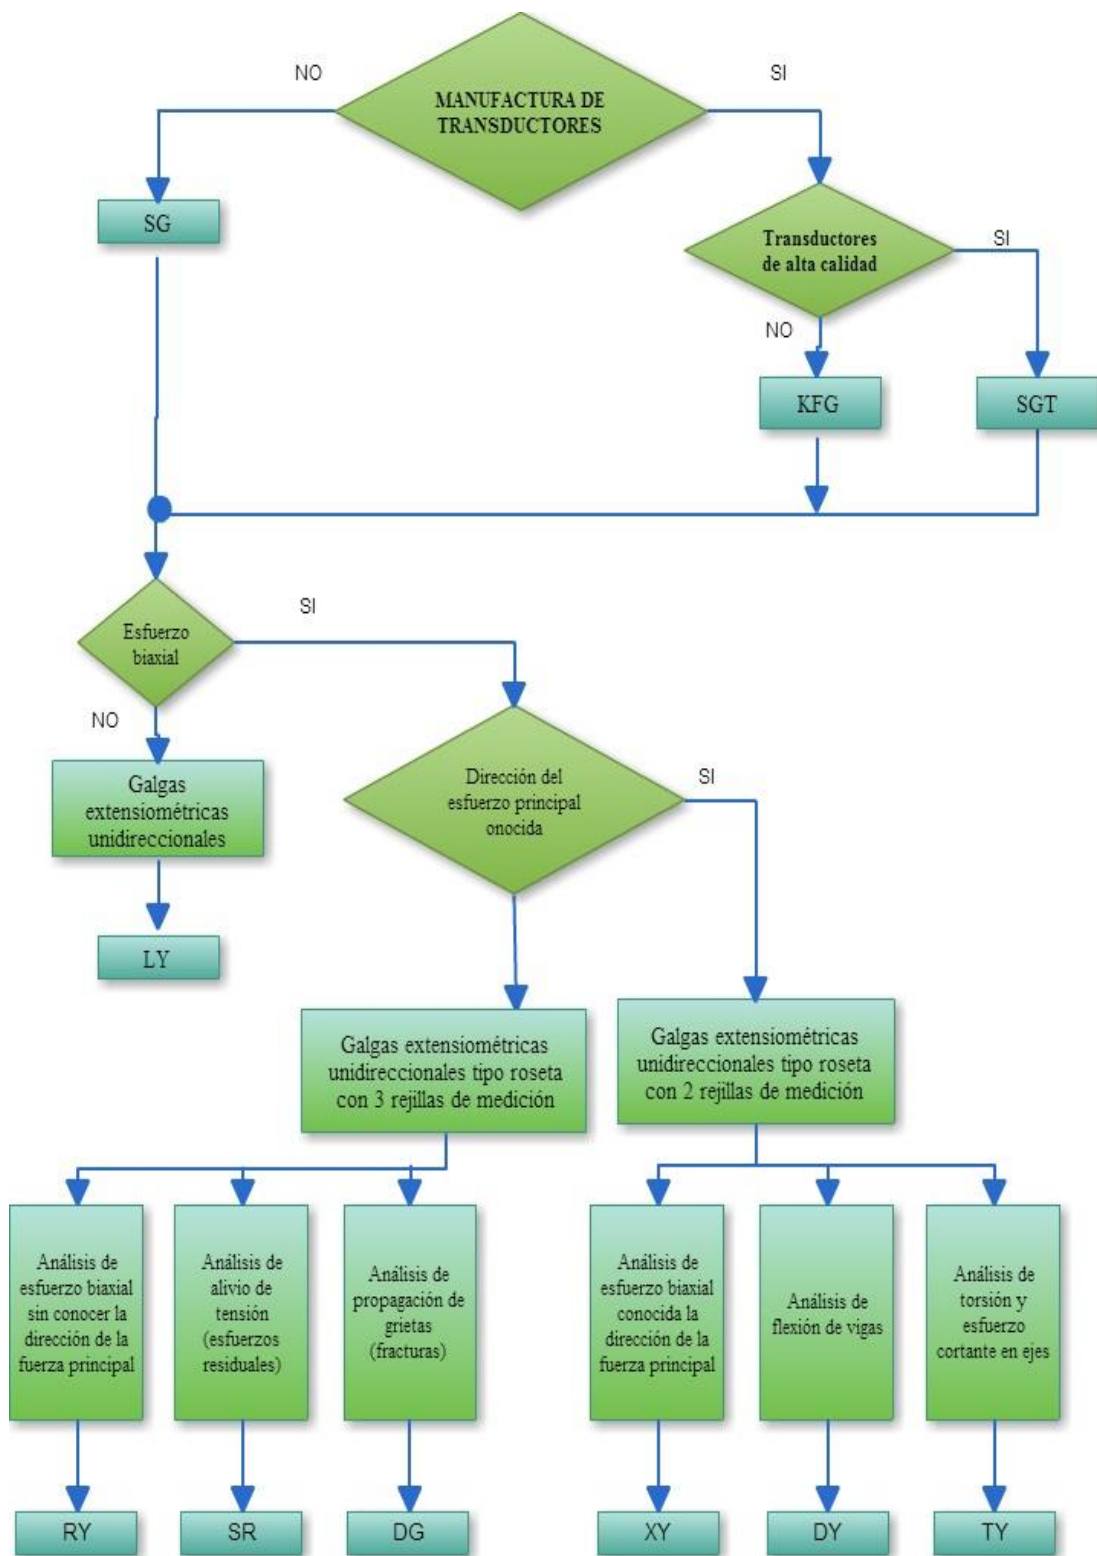 NO
SI
MANUFACTURA DE
TRANSDUCTORES
SG
Transductores
de alta calidad
SI
NO
KFG
SGT
Esfuerzo
biaxial
SI
NO
Galgas
extensiométricas
unidireccionales
LY
Dirección del
esfuerzo principal
onocida
SI
Galgas extensiométricas
unidireccionales tipo roseta
con 3 rejillas de medición
Galgas extensiométricas
unidireccionales tipo roseta
con 2 rejillas de medición
Análisis de
esfuerzo biaxial
sin conocer la
dirección de la
fuerza principal
Análisis de
alivio de
tensión
(esfuerzos
residuales)
Análisis de
propagación de
grietas
(fracturas)
Análisis de
esfuerzo biaxial
conocida la
dirección de la
fuerza principal
Análisis de
flexión de vigas
Análisis de
torsión y
esfuerzo
cortante en ejes
RY
SR
DG
XY
DY
TY